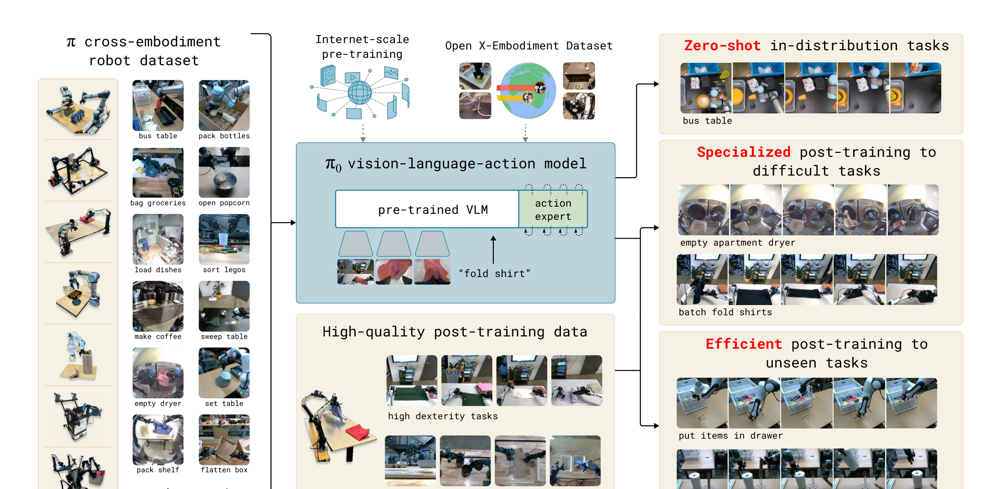 π cross-embodiment
robot dataset
bus table
pack bottles
bag groceries
open popcorn
load dishes
sort legos
make coffee
sweep table
empty dryer
set table
pack shelf
flatten box
Internet-scale
pre-training
Open X-Embodiment Dataset
π0 vision-language-action model
pre-trained VLM
action
expert
“fold shirt”
High-quality post-training data
high dexterity tasks
Zero-shot in-distribution tasks
bus table
Specialized post-training to
difficult tasks
empty apartment dryer
batch fold shirts
Efficient post-training to
unseen tasks
put items in drawer